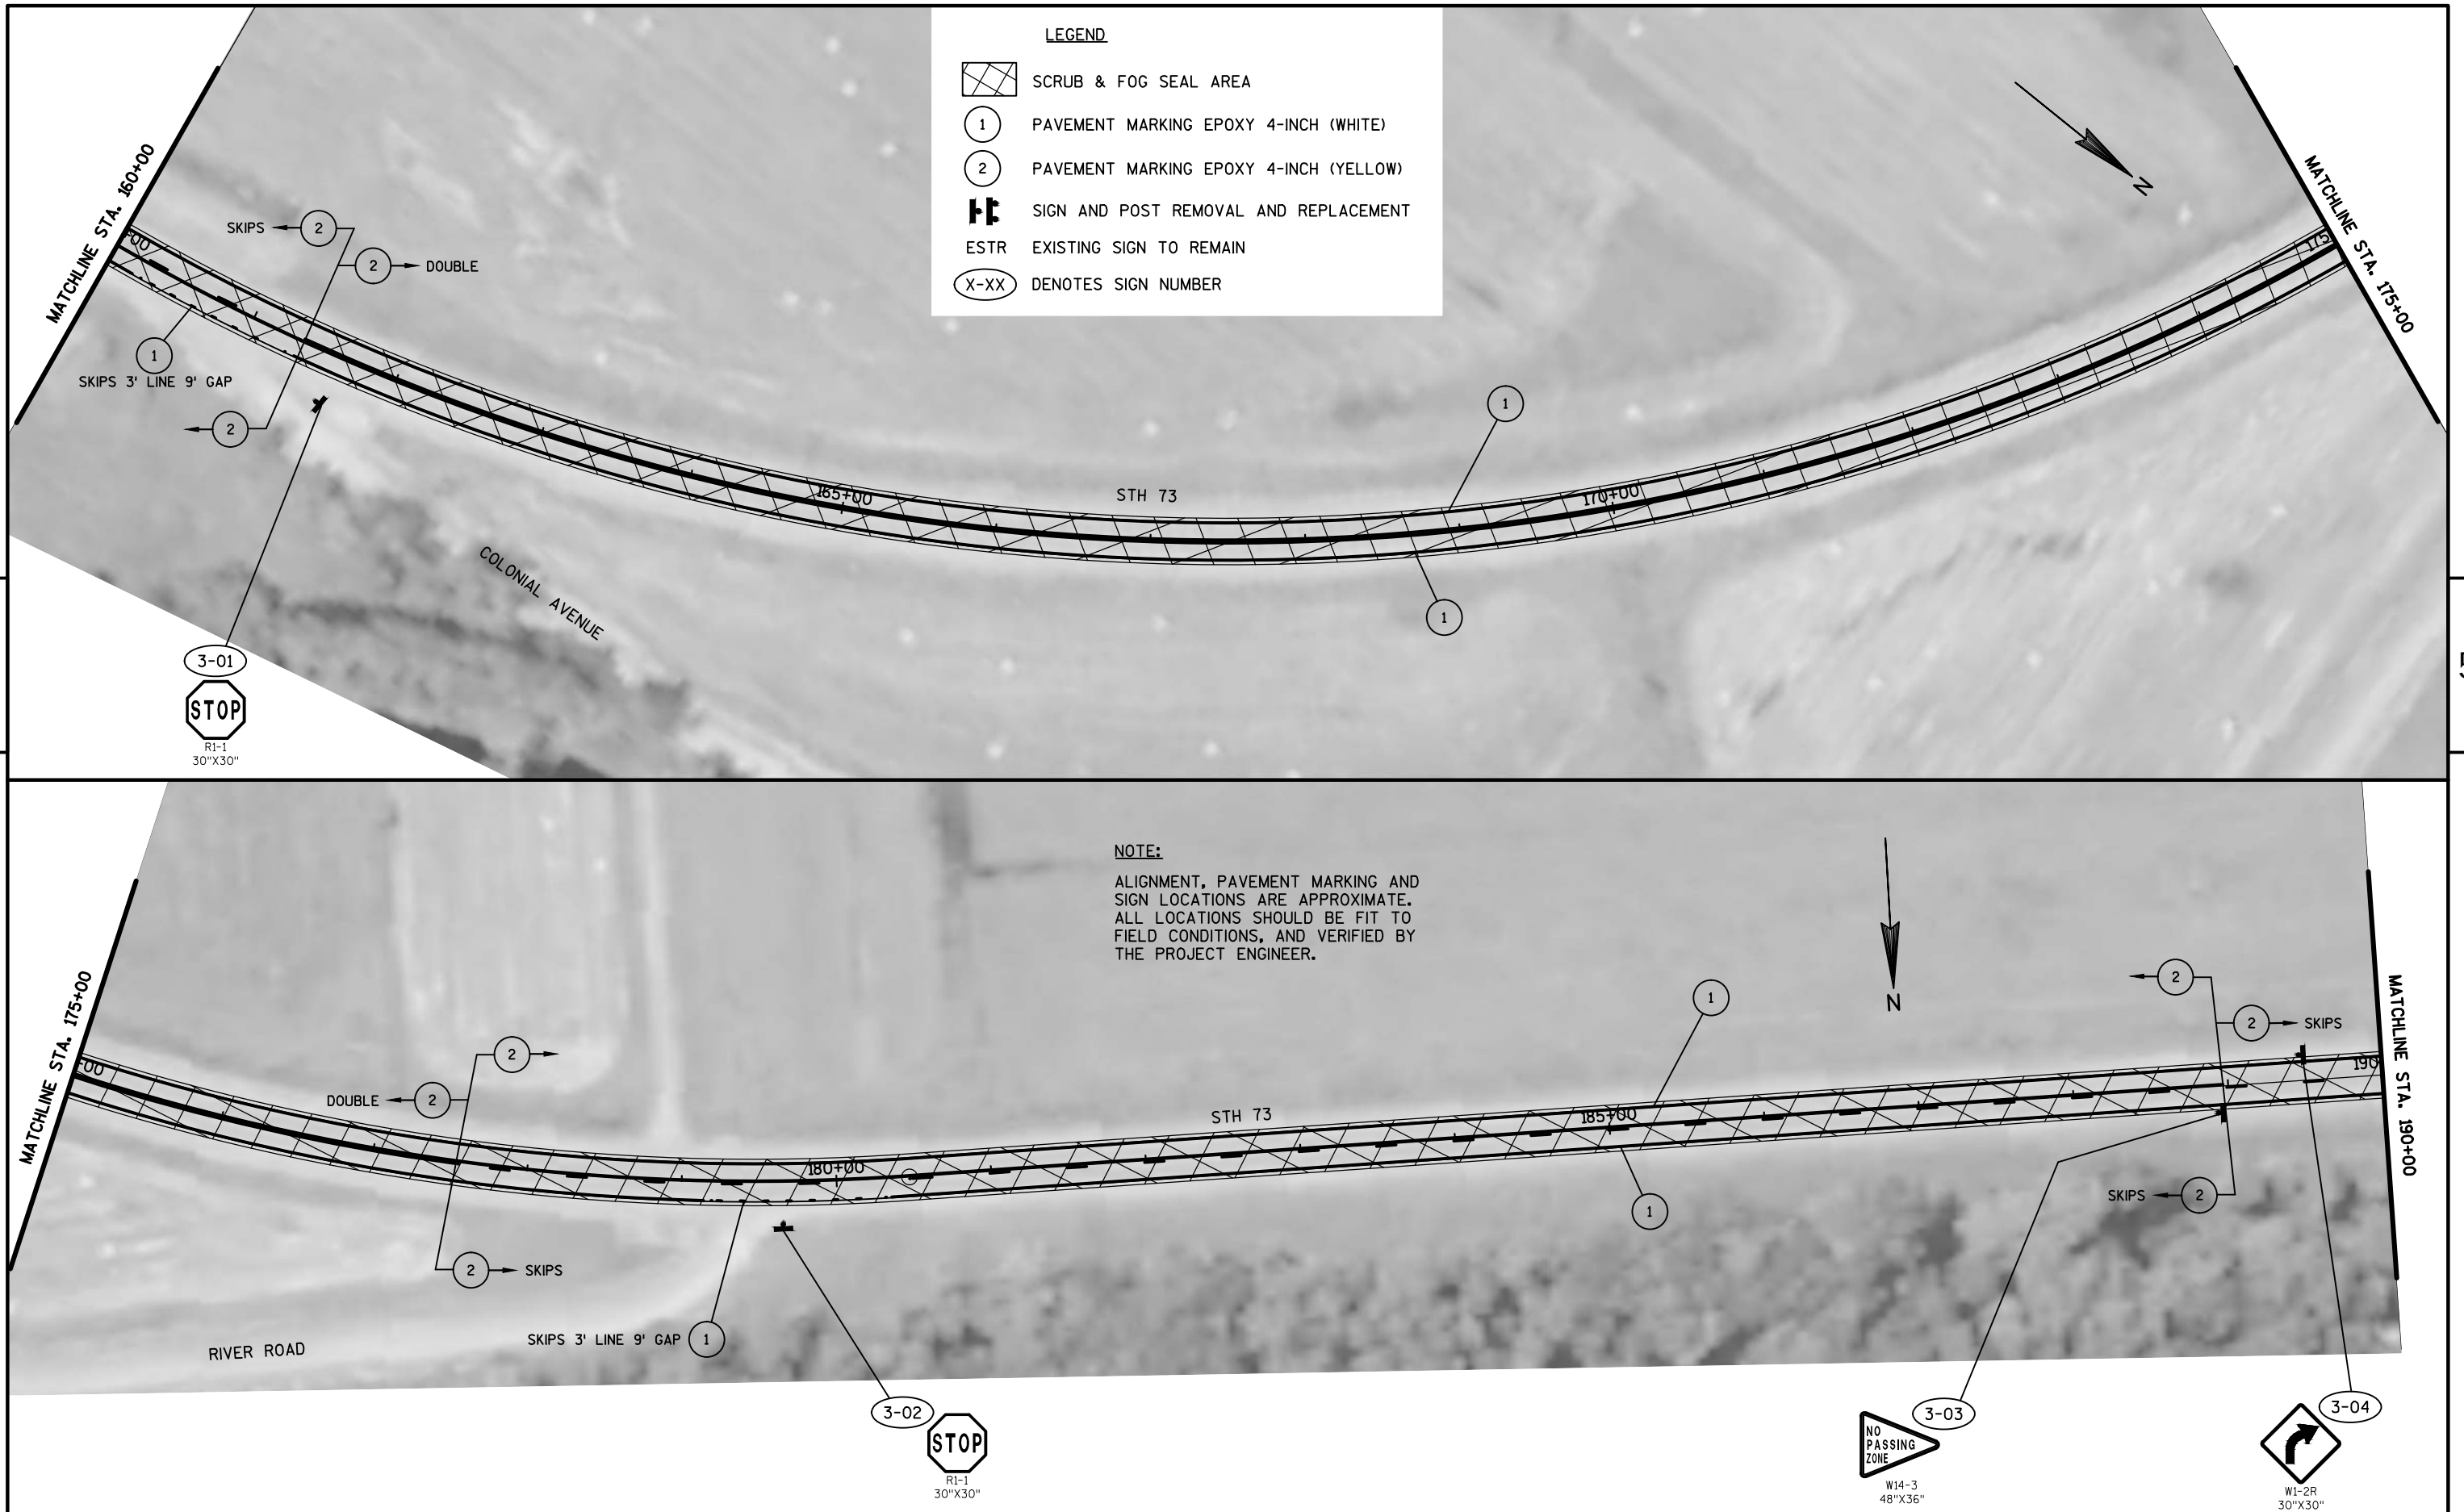 LEGEND
SCRUB & FOG SEAL AREA
1 PAVEMENT MARKING EPOXY 4-INCH (WHITE)
2 PAVEMENT MARKING EPOXY 4-INCH (YELLOW)
SIGN AND POST REMOVAL AND REPLACEMENT
ESTR EXISTING SIGN TO REMAIN
X-XX DENOTES SIGN NUMBER
N
MATCHLINE STA. 160+00
MATCHLINE STA. 175+00
SKIPS 2
2 DOUBLE
1
SKIPS 3' LINE 9' GAP
2
165+00
STH 73
170+00
175
1
1
COLONIAL AVENUE
3-01
STOP
R1-1
30"X30"
NOTE:
ALIGNMENT, PAVEMENT MARKING AND
SIGN LOCATIONS ARE APPROXIMATE.
ALL LOCATIONS SHOULD BE FIT TO
FIELD CONDITIONS, AND VERIFIED BY
THE PROJECT ENGINEER.
N
MATCHLINE STA. 175+00
MATCHLINE STA. 190+00
2
DOUBLE 2
2 SKIPS
1
2
2 SKIPS
+00
180+00
STH 73
185+00
190
1
SKIPS 2
SKIPS 3' LINE 9' GAP 1
RIVER ROAD
3-02
STOP
R1-1
30"X30"
3-03
NO
PASSING
ZONE
W14-3
48"X36"
3-04
W1-2R
30"X30"